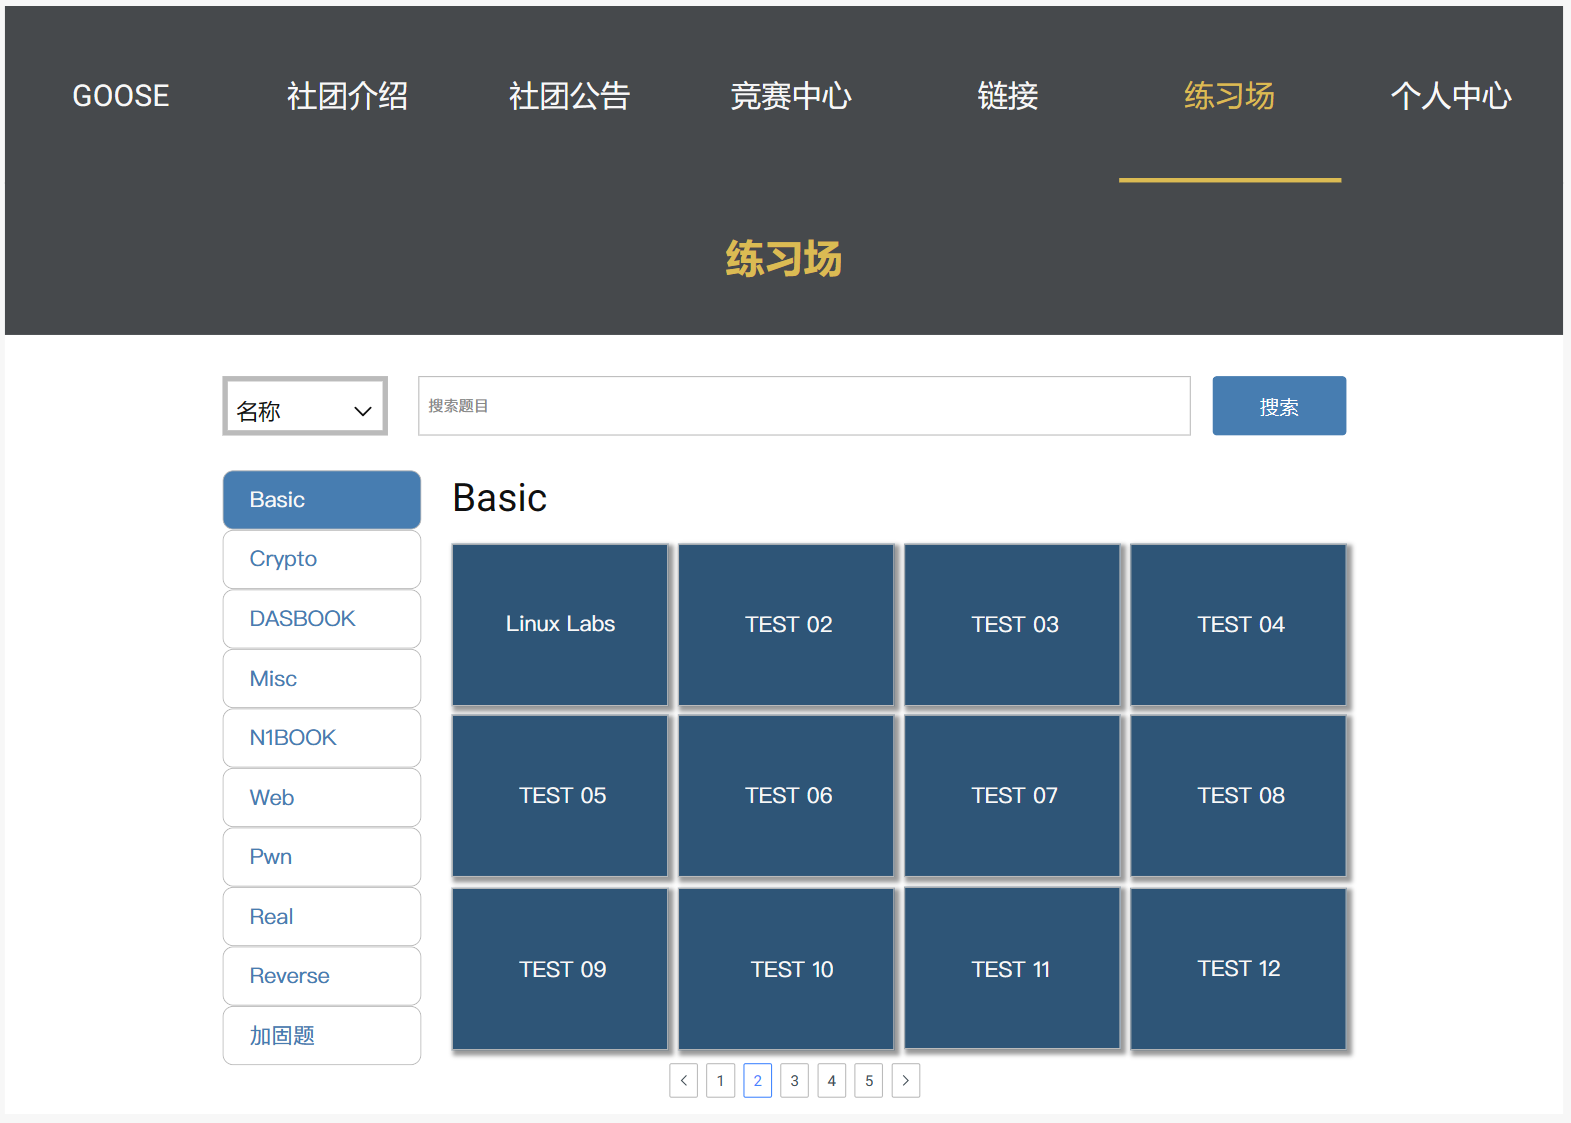 GOOSE 社团介绍 社团公告 竞赛中心 链接 练习场 个人中心
练习场
名称 搜索题目 搜索
Basic
Crypto
DASBOOK
Misc
N1BOOK
Web
Pwn
Real
Reverse
加固题
Basic
Linux Labs TEST 02 TEST 03 TEST 04
TEST 05 TEST 06 TEST 07 TEST 08
TEST 09 TEST 10 TEST 11 TEST 12
< 1 2 3 4 5 >